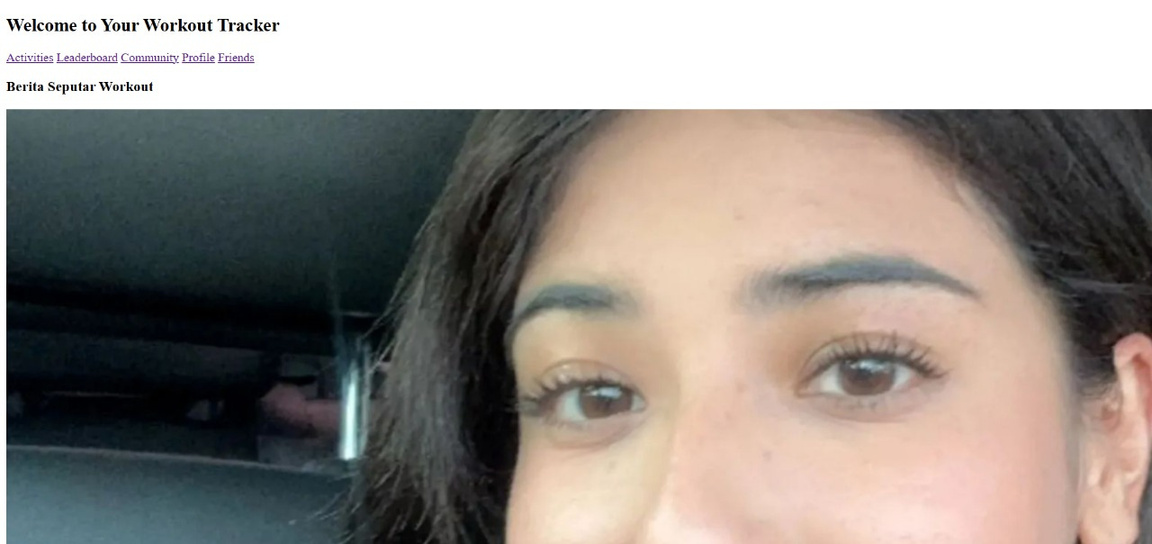 Welcome to Your Workout Tracker
Activities Leaderboard Community Profile Friends
Berita Seputar Workout